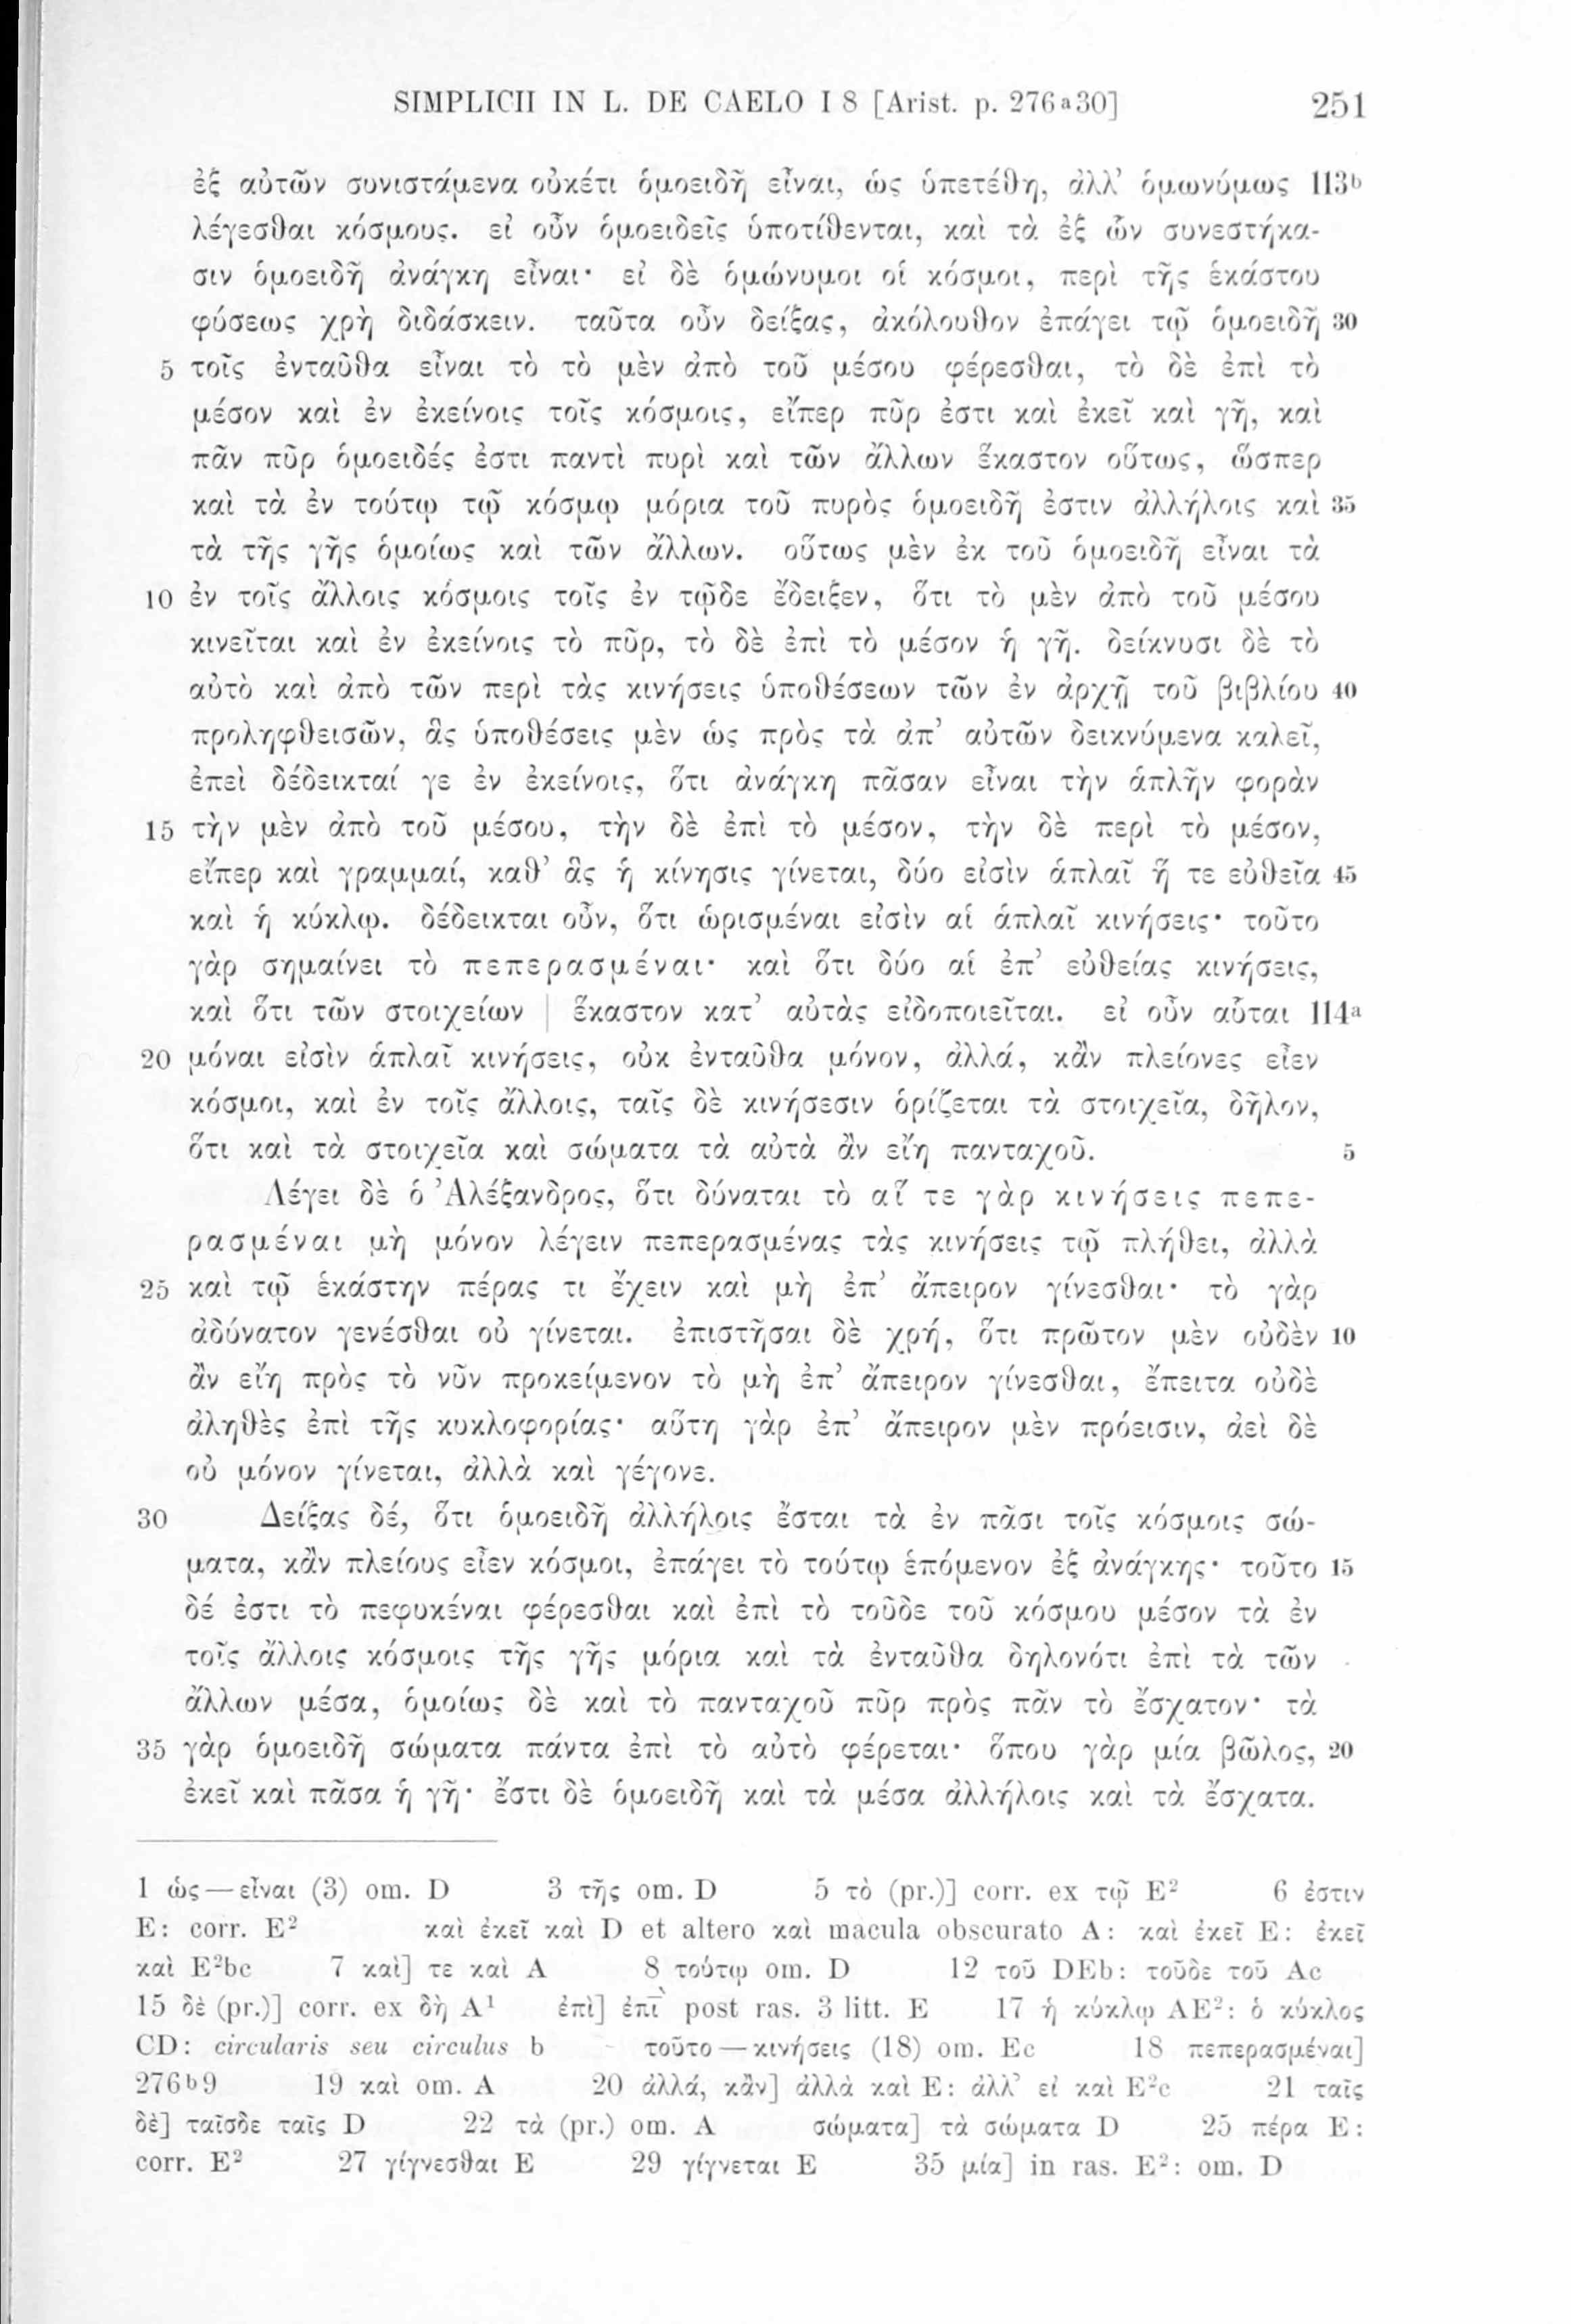 SIMPLICII IN L. DE CAELO I 8 [Arist. p. 276ᵃ30] 251
ἐξ αὐτῶν συνιστάμενα οὐκέτι ὁμοειδῆ εἶναι, ὡς ὑπετέθη, ἀλλ’ ὁμωνύμως 113ᵇ
λέγεσθαι κόσμους. εἰ οὖν ὁμοειδεῖς ὑποτίθενται, καὶ τὰ ἐξ ὧν συνεστήκα-
σιν ὁμοειδῆ ἀνάγκη εἶναι· εἰ δὲ ὁμώνυμοι οἱ κόσμοι, περὶ τῆς ἑκάστου
φύσεως χρὴ διδάσκειν. ταῦτα οὖν δείξας, ἀκόλουθον ἐπάγει τῷ ὁμοειδῆ 30
5 τοῖς ἐνταῦθα εἶναι τὸ τὸ μὲν ἀπὸ τοῦ μέσου φέρεσθαι, τὸ δὲ ἐπὶ τὸ
μέσον καὶ ἐν ἐκείνοις τοῖς κόσμοις, εἴπερ πῦρ ἐστι καὶ ἐκεῖ καὶ γῆ, καὶ
πᾶν πῦρ ὁμοειδές ἐστι παντὶ πυρὶ καὶ τῶν ἄλλων ἕκαστον οὕτως, ὥσπερ
καὶ τὰ ἐν τούτῳ τῷ κόσμῳ μόρια τοῦ πυρὸς ὁμοειδῆ ἐστιν ἀλλήλοις καὶ 35
τὰ τῆς γῆς ὁμοίως καὶ τῶν ἄλλων. οὕτως μὲν ἐκ τοῦ ὁμοειδῆ εἶναι τὰ
10 ἐν τοῖς ἄλλοις κόσμοις τοῖς ἐν τῷδε ἔδειξεν, ὅτι τὸ μὲν ἀπὸ τοῦ μέσου
κινεῖται καὶ ἐν ἐκείνοις τὸ πῦρ, τὸ δὲ ἐπὶ τὸ μέσον ἡ γῆ. δείκνυσι δὲ τὸ
αὐτὸ καὶ ἀπὸ τῶν περὶ τὰς κινήσεις ὑποθέσεων τῶν ἐν ἀρχῇ τοῦ βιβλίου 40
προληφθεισῶν, ἃς ὑποθέσεις μὲν ὡς πρὸς τὰ ἀπ’ αὐτῶν δεικνύμενα καλεῖ,
ἐπεὶ δέδεικταί γε ἐν ἐκείνοις, ὅτι ἀνάγκη πᾶσαν εἶναι τὴν ἁπλῆν φορὰν
15 τὴν μὲν ἀπὸ τοῦ μέσου, τὴν δὲ ἐπὶ τὸ μέσον, τὴν δὲ περὶ τὸ μέσον,
εἴπερ καὶ γραμμαί, καθ’ ἃς ἡ κίνησις γίνεται, δύο εἰσὶν ἁπλαῖ ἥ τε εὐθεῖα 45
καὶ ἡ κύκλῳ. δέδεικται οὖν, ὅτι ὡρισμέναι εἰσὶν αἱ ἁπλαῖ κινήσεις· τοῦτο
γὰρ σημαίνει τὸ πεπερασμέναι· καὶ ὅτι δύο αἱ ἐπ’ εὐθείας κινήσεις,
καὶ ὅτι τῶν στοιχείων | ἕκαστον κατ’ αὐτὰς εἰδοποιεῖται. εἰ οὖν αὗται 114ᵃ
20 μόναι εἰσὶν ἁπλαῖ κινήσεις, οὐκ ἐνταῦθα μόνον, ἀλλά, κἂν πλείονες εἶεν
κόσμοι, καὶ ἐν τοῖς ἄλλοις, ταῖς δὲ κινήσεσιν ὁρίζεται τὰ στοιχεῖα, δῆλον,
ὅτι καὶ τὰ στοιχεῖα καὶ σώματα τὰ αὐτὰ ἂν εἴη πανταχοῦ. 5
Λέγει δὲ ὁ Ἀλέξανδρος, ὅτι δύναται τὸ αἵ τε γὰρ κινήσεις πεπε-
ρασμέναι μὴ μόνον λέγειν πεπερασμένας τὰς κινήσεις τῷ πλήθει, ἀλλὰ
25 καὶ τῷ ἑκάστην πέρας τι ἔχειν καὶ μὴ ἐπ’ ἄπειρον γίνεσθαι· τὸ γὰρ
ἀδύνατον γενέσθαι οὐ γίνεται. ἐπιστῆσαι δὲ χρή, ὅτι πρῶτον μὲν οὐδὲν 10
ἂν εἴη πρὸς τὸ νῦν προκείμενον τὸ μὴ ἐπ’ ἄπειρον γίνεσθαι, ἔπειτα οὐδὲ
ἀληθὲς ἐπὶ τῆς κυκλοφορίας· αὕτη γὰρ ἐπ’ ἄπειρον μὲν πρόεισιν, ἀεὶ δὲ
οὐ μόνον γίνεται, ἀλλὰ καὶ γέγονε.
30 Δείξας δέ, ὅτι ὁμοειδῆ ἀλλήλοις ἔσται τὰ ἐν πᾶσι τοῖς κόσμοις σώ-
ματα, κἂν πλείους εἶεν κόσμοι, ἐπάγει τὸ τούτῳ ἑπόμενον ἐξ ἀνάγκης· τοῦτο 15
δέ ἐστι τὸ πεφυκέναι φέρεσθαι καὶ ἐπὶ τὸ τοῦδε τοῦ κόσμου μέσον τὰ ἐν
τοῖς ἄλλοις κόσμοις τῆς γῆς μόρια καὶ τὰ ἐνταῦθα δηλονότι ἐπὶ τὰ τῶν
ἄλλων μέσα, ὁμοίως δὲ καὶ τὸ πανταχοῦ πῦρ πρὸς πᾶν τὸ ἔσχατον· τὰ
35 γὰρ ὁμοειδῆ σώματα πάντα ἐπὶ τὸ αὐτὸ φέρεται· ὅπου γὰρ μία βῶλος, 20
ἐκεῖ καὶ πᾶσα ἡ γῆ· ἔστι δὲ ὁμοειδῆ καὶ τὰ μέσα ἀλλήλοις καὶ τὰ ἔσχατα.
1 ὡς — εἶναι (3) om. D 3 τῆς om. D 5 τὸ (pr.)] corr. ex τῷ E² 6 ἐστιν
E: corr. E² καὶ ἐκεῖ καὶ D et altero καὶ macula obscurato A: καὶ ἐκεῖ E: ἐκεῖ
καὶ E²bc 7 καὶ] τε καὶ A 8 τούτῳ om. D 12 τοῦ DEb: τοῦδε τοῦ Ac
15 δὲ (pr.)] corr. ex δὴ A¹ ἐπὶ] ἐπῑ̀ post ras. 3 litt. E 17 ἡ κύκλῳ AE²: ὁ κύκλος
CD: circularis seu circulus b τοῦτο — κινήσεις (18) om. Ec 18 πεπερασμέναι]
276ᵇ9 19 καὶ om. A 20 ἀλλά, κἂν] ἀλλὰ καὶ E: ἀλλ’ εἰ καὶ E²c 21 ταῖς
δὲ] ταῖσδε ταῖς D 22 τὰ (pr.) om. A σώματα] τὰ σώματα D 25 πέρα E:
corr. E² 27 γίγνεσθαι E 29 γίγνεται E 35 μία] in ras. E²: om. D